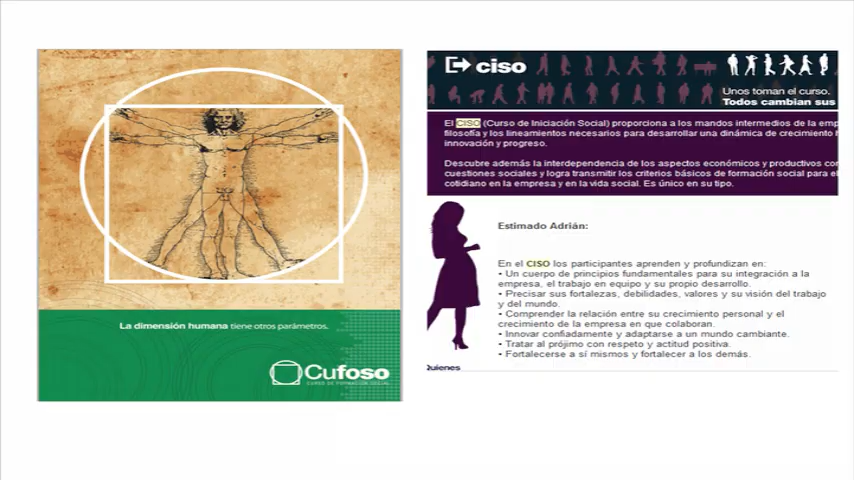 La dimensión humana tiene otros parámetros.
Cufoso
CURSO DE FORMACIÓN SOCIAL
ciso
Unos toman el curso.
Todos cambian sus
El CISO (Curso de Iniciación Social) proporciona a los mandos intermedios de la emp
filosofía y los lineamientos necesarios para desarrollar una dinámica de crecimiento h
innovación y progreso.
Descubre además la interdependencia de los aspectos económicos y productivos con
cuestiones sociales y logra transmitir los criterios básicos de formación social para el
cotidiano en la empresa y en la vida social. Es único en su tipo.
Estimado Adrián:
En el CISO los participantes aprenden y profundizan en:
• Un cuerpo de principios fundamentales para su integración a la
empresa, el trabajo en equipo y su propio desarrollo.
• Precisar sus fortalezas, debilidades, valores y su visión del trabajo
y del mundo.
• Comprender la relación entre su crecimiento personal y el
crecimiento de la empresa en que colaboran.
• Innovar confiadamente y adaptarse a un mundo cambiante.
• Tratar al prójimo con respeto y actitud positiva.
• Fortalecerse a sí mismos y fortalecer a los demás.
Quienes